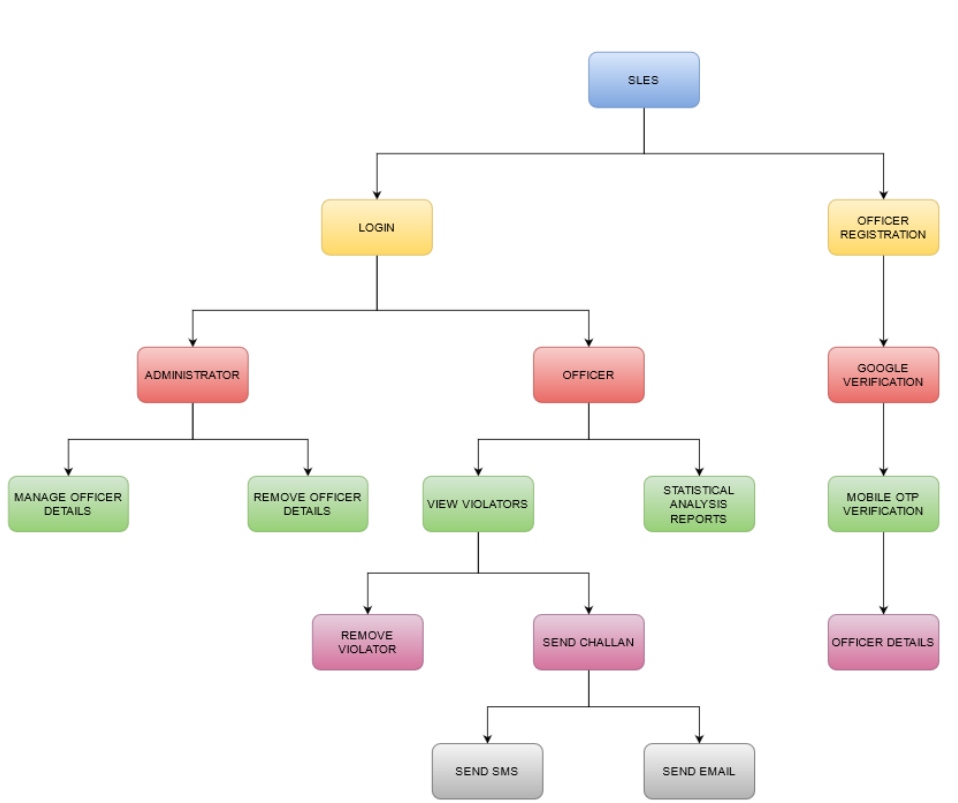 SLES
LOGIN
OFFICER
REGISTRATION
ADMINISTRATOR
OFFICER
GOOGLE
VERIFICATION
MANAGE OFFICER
DETAILS
REMOVE OFFICER
DETAILS
VIEW VIOLATORS
STATISTICAL
ANALYSIS
REPORTS
MOBILE OTP
VERIFICATION
REMOVE
VIOLATOR
SEND CHALLAN
OFFICER DETAILS
SEND SMS
SEND EMAIL